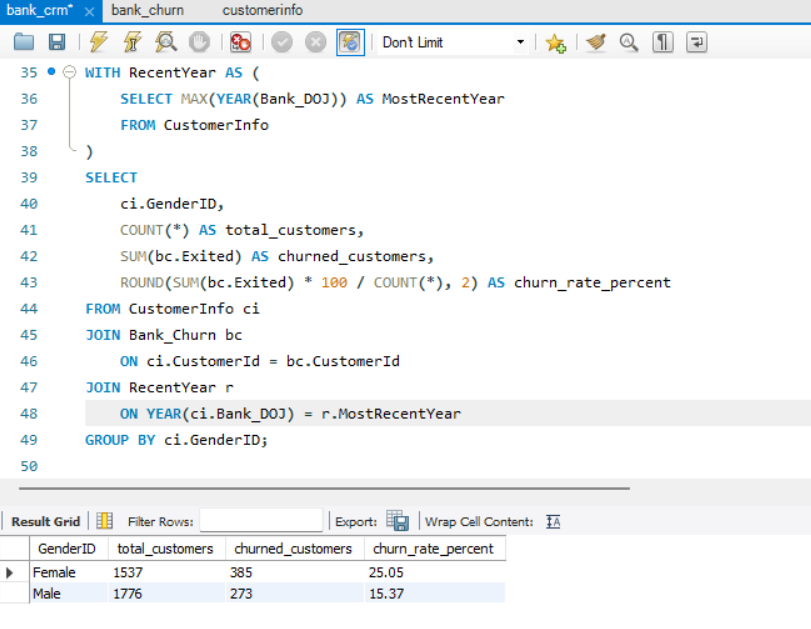 bank_crm* × bank_churn customerinfo
Don't Limit
35 WITH RecentYear AS (
36 SELECT MAX(YEAR(Bank_DOJ)) AS MostRecentYear
37 FROM CustomerInfo
38 )
39 SELECT
40 ci.GenderID,
41 COUNT(*) AS total_customers,
42 SUM(bc.Exited) AS churned_customers,
43 ROUND(SUM(bc.Exited) * 100 / COUNT(*), 2) AS churn_rate_percent
44 FROM CustomerInfo ci
45 JOIN Bank_Churn bc
46 ON ci.CustomerId = bc.CustomerId
47 JOIN RecentYear r
48 ON YEAR(ci.Bank_DOJ) = r.MostRecentYear
49 GROUP BY ci.GenderID;
50
Result Grid Filter Rows: Export: Wrap Cell Content:
GenderID total_customers churned_customers churn_rate_percent
Female 1537 385 25.05
Male 1776 273 15.37